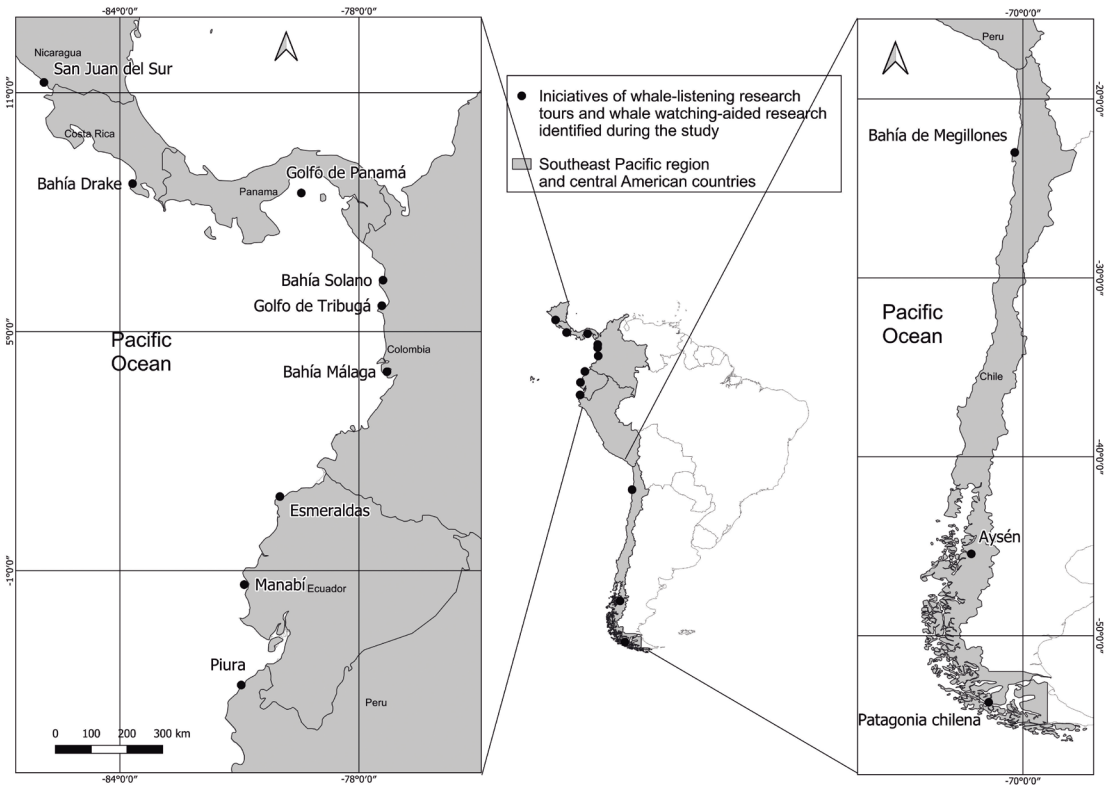 -84°0'0"
-78°0'0"
Nicaragua
San Juan del Sur
11°0'0"
Costa Rica
Bahía Drake
Panama
Golfo de Panamá
Bahía Solano
Golfo de Tribugá
5°0'0"
Pacific
Ocean
Colombia
Bahía Málaga
Esmeraldas
-1°0'0"
Manabí
Ecuador
Piura
Peru
0 100 200 300 km
-84°0'0"
-78°0'0"
Iniciatives of whale-listening research
tours and whale watching-aided research
identified during the study
Southeast Pacific region
and central American countries
-70°0'0"
Peru
-20°0'0"
Bahía de Megillones
-30°0'0"
Pacific
Ocean
Chile
-40°0'0"
Aysén
-50°0'0"
Patagonia chilena
-70°0'0"